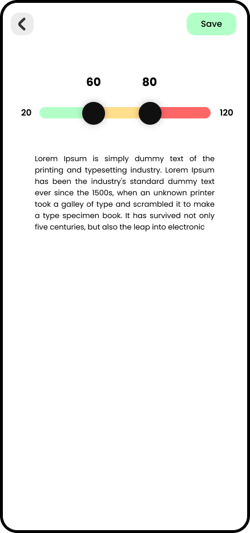 Save
60 80
20 120
Lorem Ipsum is simply dummy text of the
printing and typesetting industry. Lorem Ipsum
has been the industry's standard dummy text
ever since the 1500s, when an unknown printer
took a galley of type and scrambled it to make
a type specimen book. It has survived not only
five centuries, but also the leap into electronic